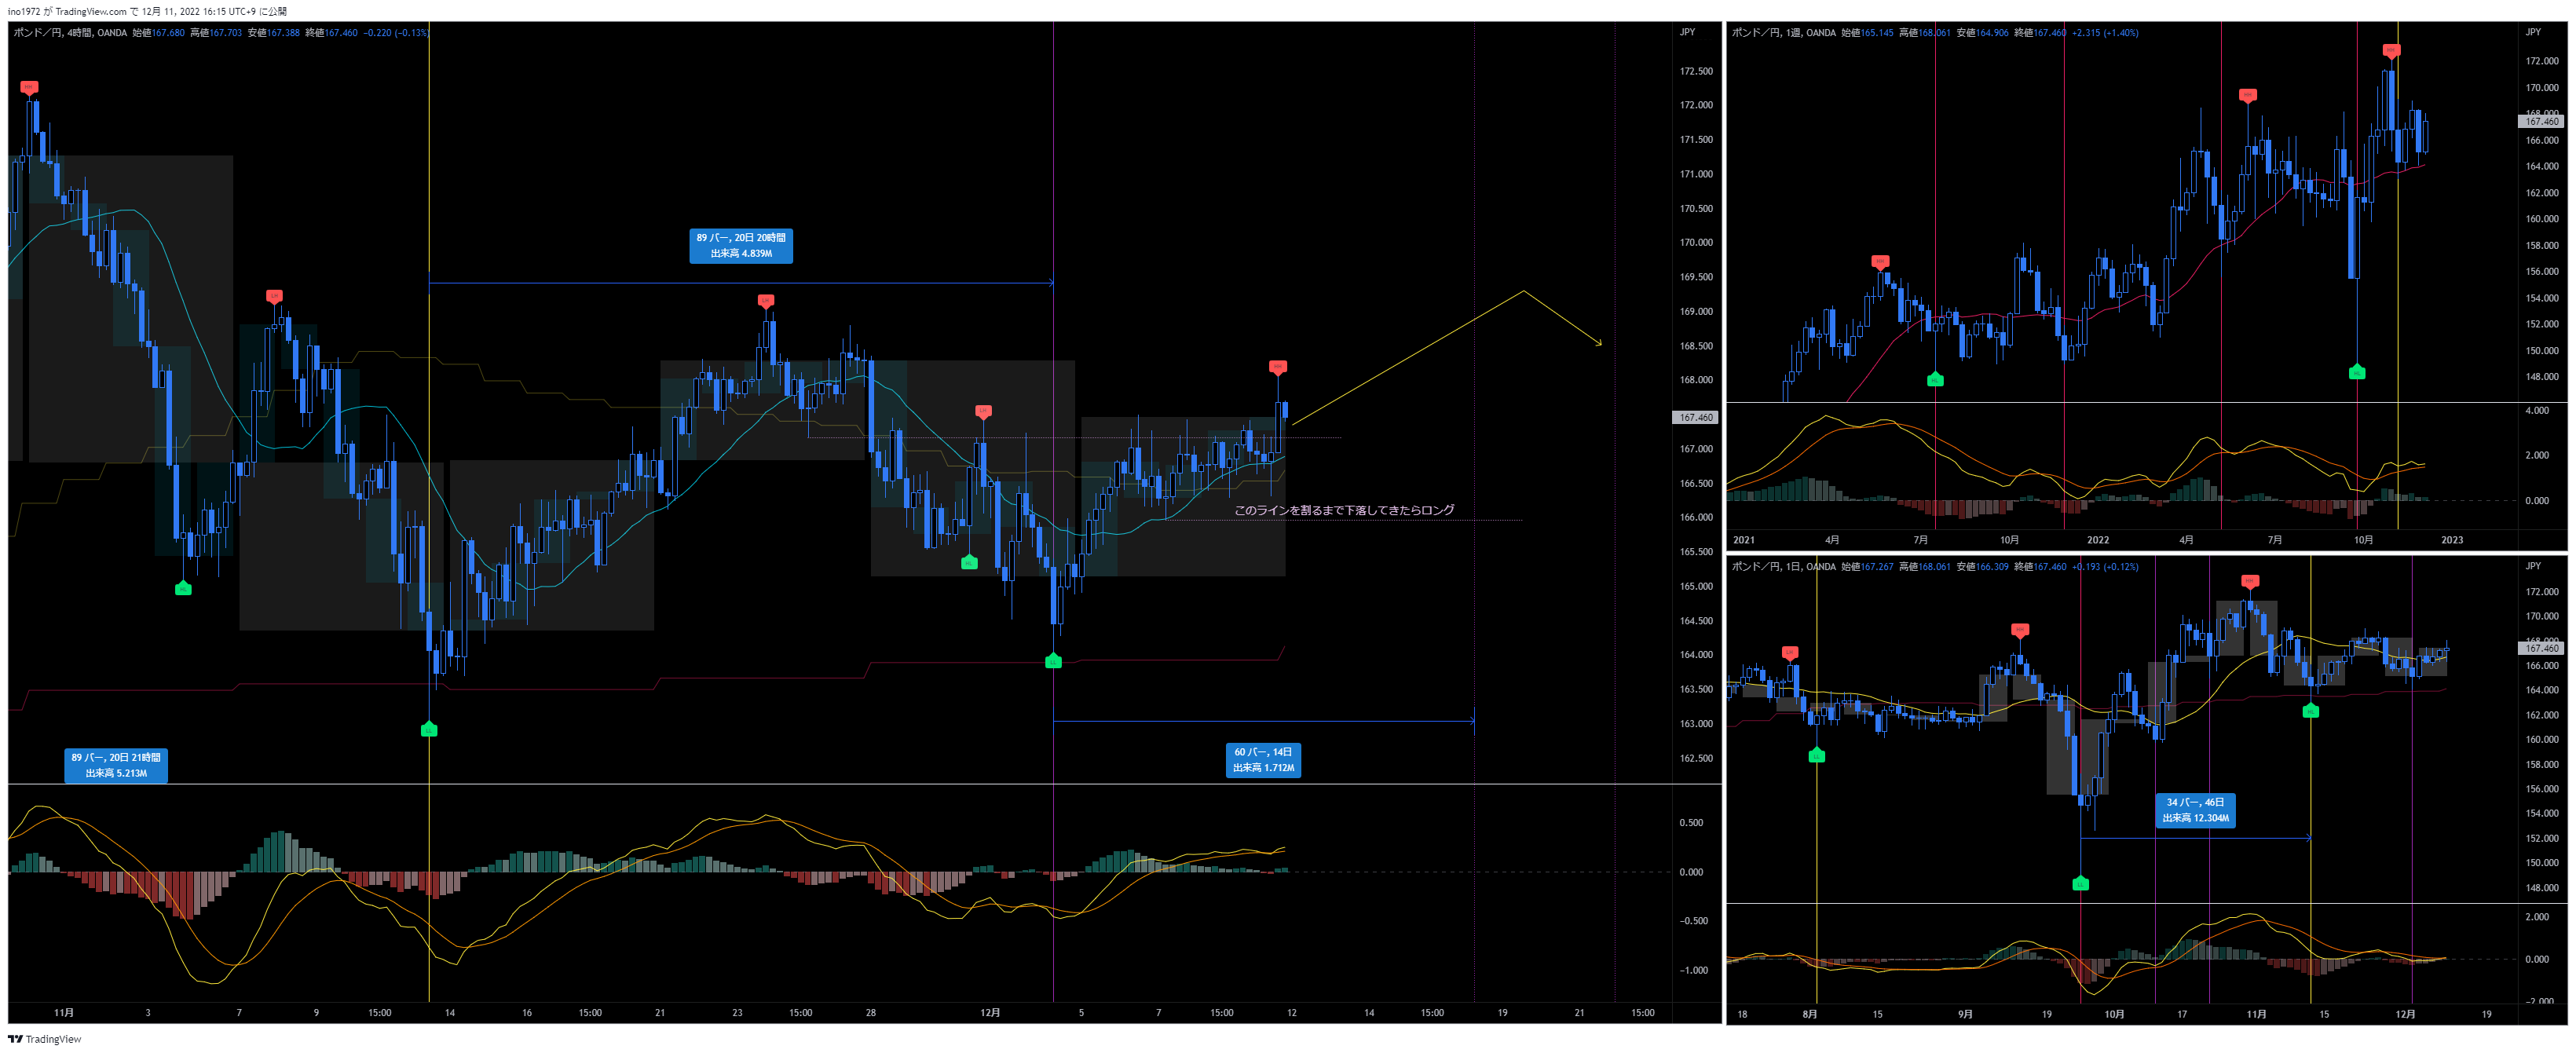 ino1972 が TradingView.com で 12月 11, 2022 16:15 UTC+9 に公開
ポンド／円, 4時間, OANDA 始値167.680 高値167.703 安値167.388 終値167.460 −0.220 (−0.13%)
JPY
172.500
172.000
171.500
171.000
170.500
170.000
169.500
169.000
168.500
168.000
167.460
167.000
166.500
166.000
165.500
165.000
164.500
164.000
163.500
163.000
162.500
89 バー, 20日 20時間
出来高 4.839M
このラインを割るまで下落してきたらロング
60 バー, 14日
出来高 1.712M
89 バー, 20日 21時間
出来高 5.213M
0.500
0.000
−0.500
−1.000
11月 3 7 9 15:00 14 16 15:00 21 23 15:00 28 12月 5 7 15:00 12 14 15:00 19 21 15:00
ポンド／円, 1週, OANDA 始値165.145 高値168.061 安値164.906 終値167.460 +2.315 (+1.40%)
JPY
172.000
170.000
168.000
167.460
166.000
164.000
162.000
160.000
158.000
156.000
154.000
152.000
150.000
148.000
4.000
2.000
0.000
2021 4月 7月 10月 2022 4月 7月 10月 2023
ポンド／円, 1日, OANDA 始値167.267 高値168.061 安値166.309 終値167.460 +0.193 (+0.12%)
JPY
172.000
170.000
168.000
167.460
166.000
164.000
162.000
160.000
158.000
156.000
154.000
152.000
150.000
148.000
34 バー, 46日
出来高 12.304M
2.000
0.000
−2.000
18 8月 15 9月 19 10月 17 11月 15 12月 19
TradingView